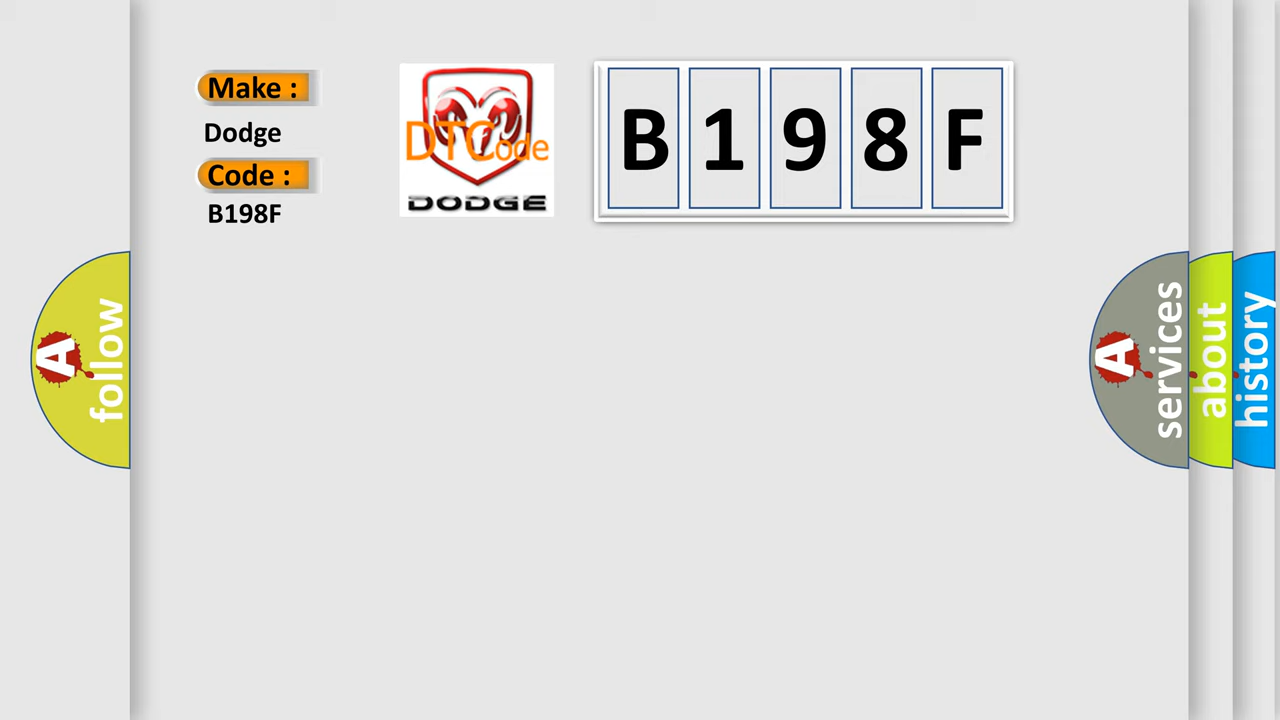 Make :
Dodge
Code :
B198F
DTCode
DODGE
B 1 9 8 F
A follow
A services
about
history